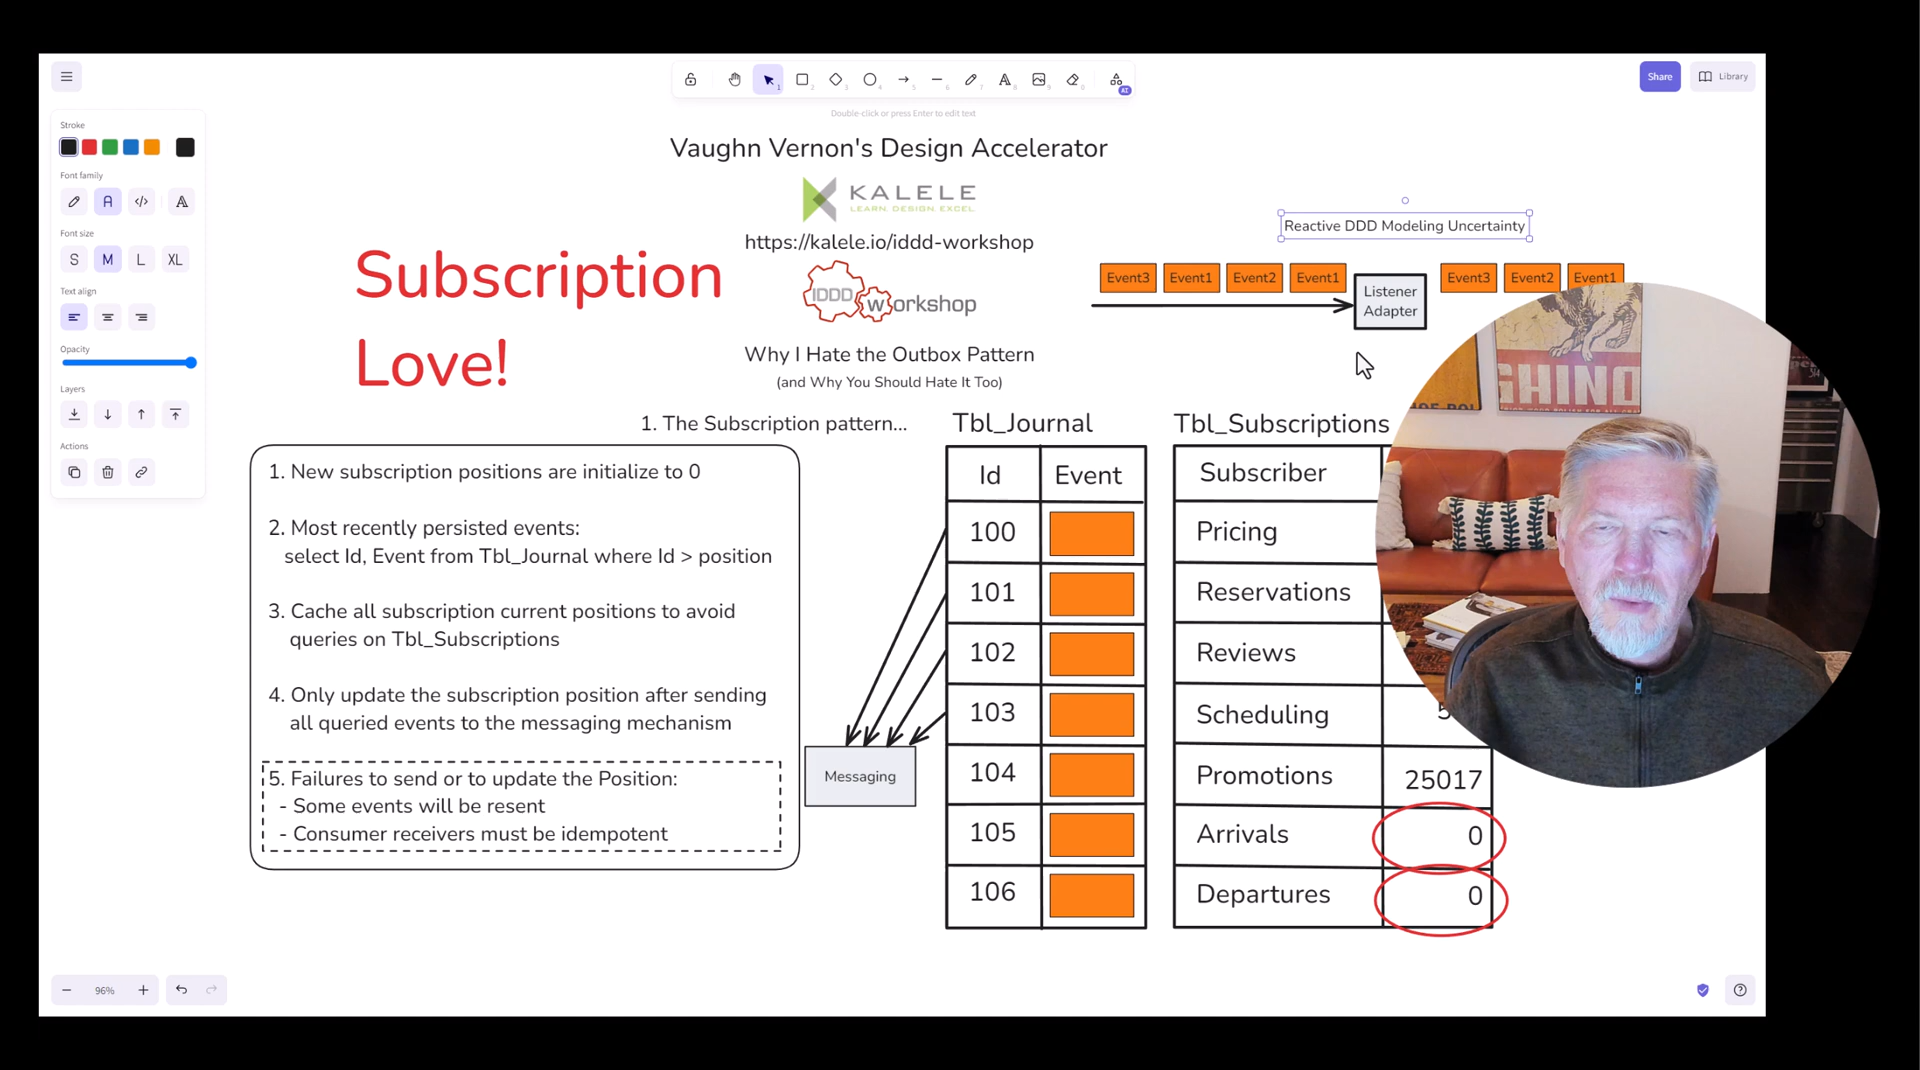 Share
Library
Double-click or press Enter to edit text
Stroke
Font family
Font size
S M L XL
Text align
Opacity
Layers
Actions
Vaughn Vernon's Design Accelerator
KALELE
LEARN. DESIGN. EXCEL.
https://kalele.io/iddd-workshop
IDDD Workshop
Why I Hate the Outbox Pattern
(and Why You Should Hate It Too)
Subscription
Love!
Reactive DDD Modeling Uncertainty
Event3 Event1 Event2 Event1
Listener
Adapter
Event3 Event2 Event1
1. The Subscription pattern...
1. New subscription positions are initialize to 0
2. Most recently persisted events:
select Id, Event from Tbl_Journal where Id > position
3. Cache all subscription current positions to avoid
queries on Tbl_Subscriptions
4. Only update the subscription position after sending
all queried events to the messaging mechanism
5. Failures to send or to update the Position:
- Some events will be resent
- Consumer receivers must be idempotent
Messaging
Tbl_Journal
Id Event
100
101
102
103
104
105
106
Tbl_Subscriptions
Subscriber
Pricing
Reservations
Reviews
Scheduling 5
Promotions 25017
Arrivals 0
Departures 0
96%